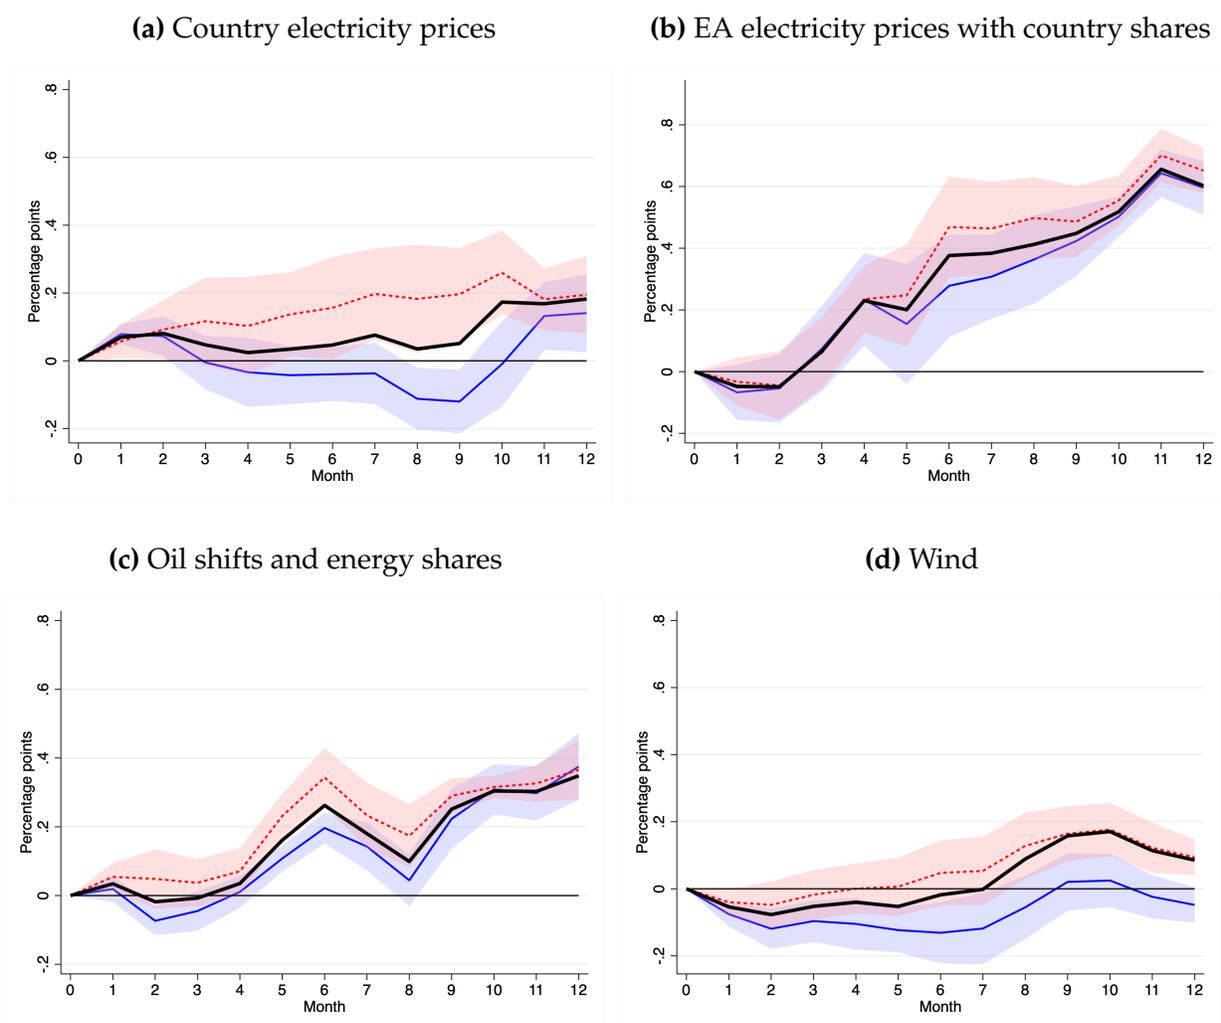 (a) Country electricity prices
.8
.6
.4
.2
0
-.2
Percentage points
0 1 2 3 4 5 6 7 8 9 10 11 12
Month
(b) EA electricity prices with country shares
.8
.6
.4
.2
0
-.2
Percentage points
0 1 2 3 4 5 6 7 8 9 10 11 12
Month
(c) Oil shifts and energy shares
.8
.6
.4
.2
0
-.2
Percentage points
0 1 2 3 4 5 6 7 8 9 10 11 12
Month
(d) Wind
.8
.6
.4
.2
0
-.2
Percentage points
0 1 2 3 4 5 6 7 8 9 10 11 12
Month